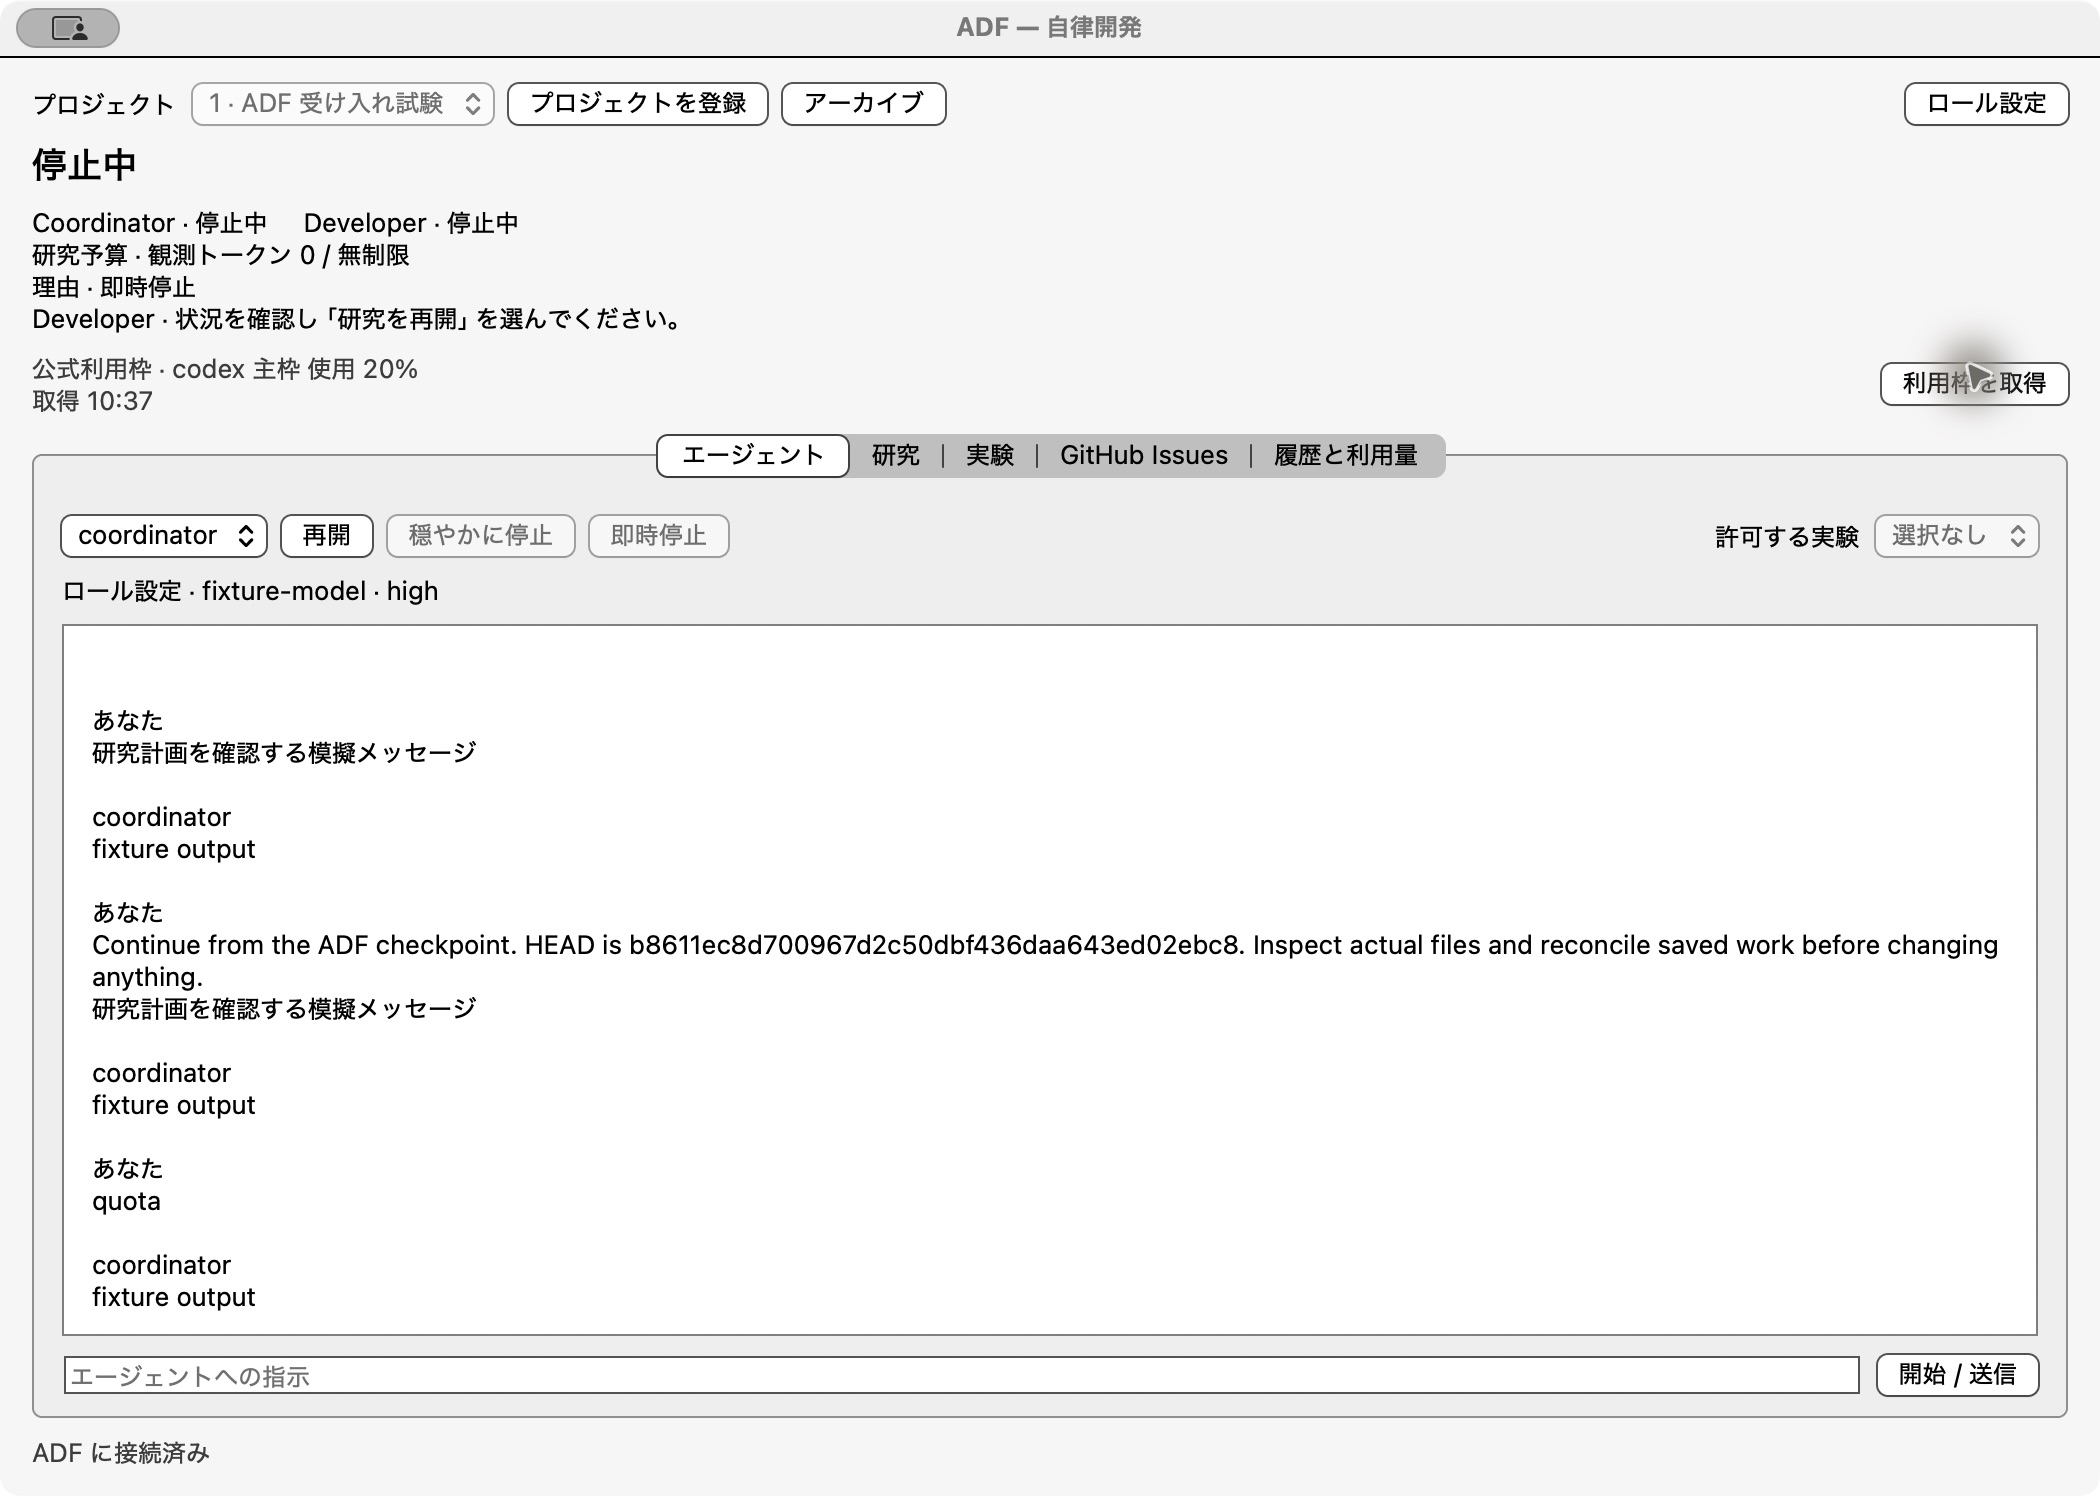 ADF — 自律開発
プロジェクト 1 · ADF 受け入れ試験 プロジェクトを登録 アーカイブ ロール設定
停止中
Coordinator · 停止中 Developer · 停止中
研究予算 · 観測トークン 0 / 無制限
理由 · 即時停止
Developer · 状況を確認し「研究を再開」を選んでください。
公式利用枠 · codex 主枠 使用 20%
取得 10:37
利用枠を取得
エージェント 研究 実験 GitHub Issues 履歴と利用量
coordinator 再開 穏やかに停止 即時停止 許可する実験 選択なし
ロール設定 · fixture-model · high
あなた
研究計画を確認する模擬メッセージ
coordinator
fixture output
あなた
Continue from the ADF checkpoint. HEAD is b8611ec8d700967d2c50dbf436daa643ed02ebc8. Inspect actual files and reconcile saved work before changing
anything.
研究計画を確認する模擬メッセージ
coordinator
fixture output
あなた
quota
coordinator
fixture output
エージェントへの指示 開始 / 送信
ADF に接続済み